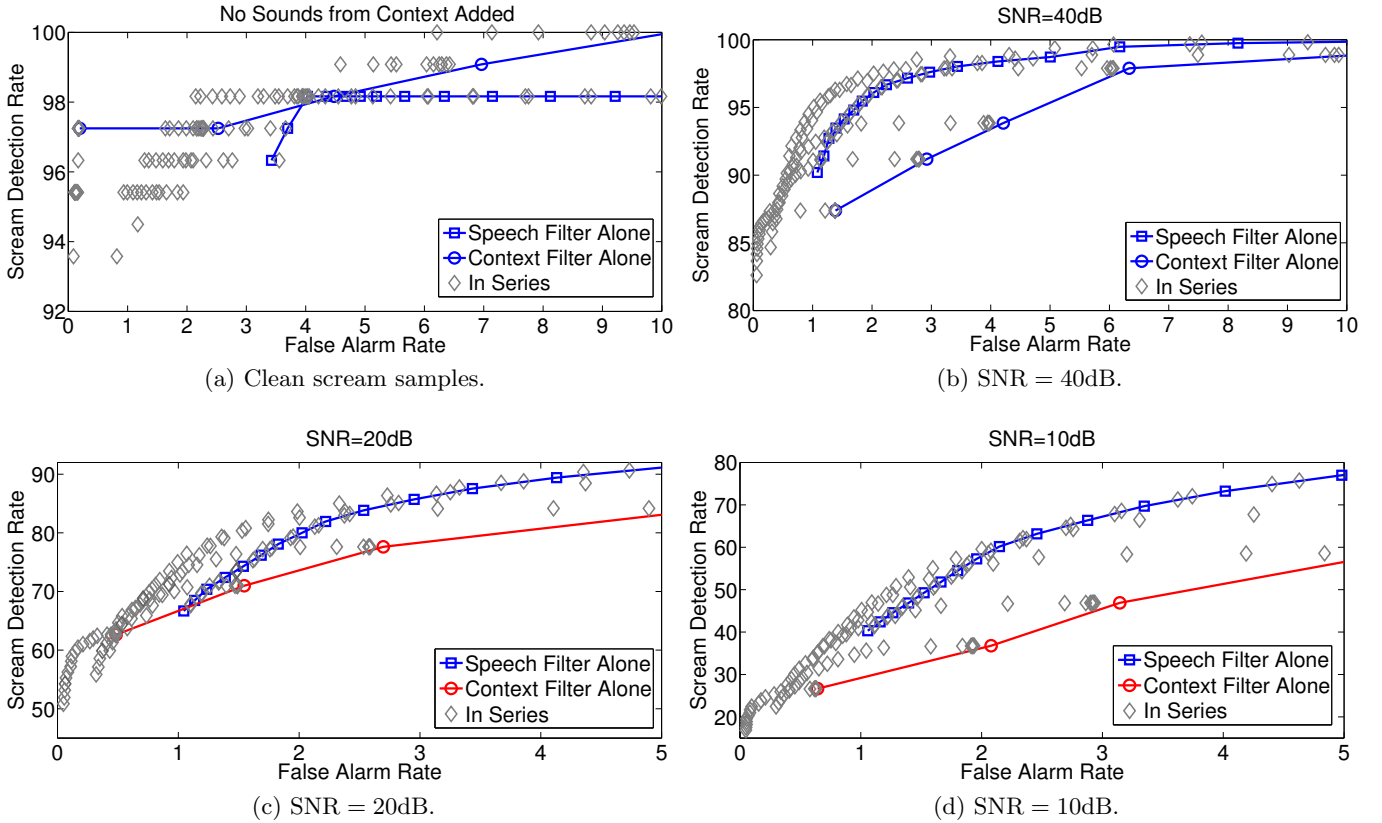 No Sounds from Context Added
Scream Detection Rate
100
98
96
94
92
0 1 2 3 4 5 6 7 8 9 10
False Alarm Rate
Speech Filter Alone
Context Filter Alone
In Series
(a) Clean scream samples.
SNR=40dB
Scream Detection Rate
100
95
90
85
80
0 1 2 3 4 5 6 7 8 9 10
False Alarm Rate
Speech Filter Alone
Context Filter Alone
In Series
(b) SNR = 40dB.
SNR=20dB
Scream Detection Rate
90
80
70
60
50
0 1 2 3 4 5
False Alarm Rate
Speech Filter Alone
Context Filter Alone
In Series
(c) SNR = 20dB.
SNR=10dB
Scream Detection Rate
80
70
60
50
40
30
20
0 1 2 3 4 5
False Alarm Rate
Speech Filter Alone
Context Filter Alone
In Series
(d) SNR = 10dB.